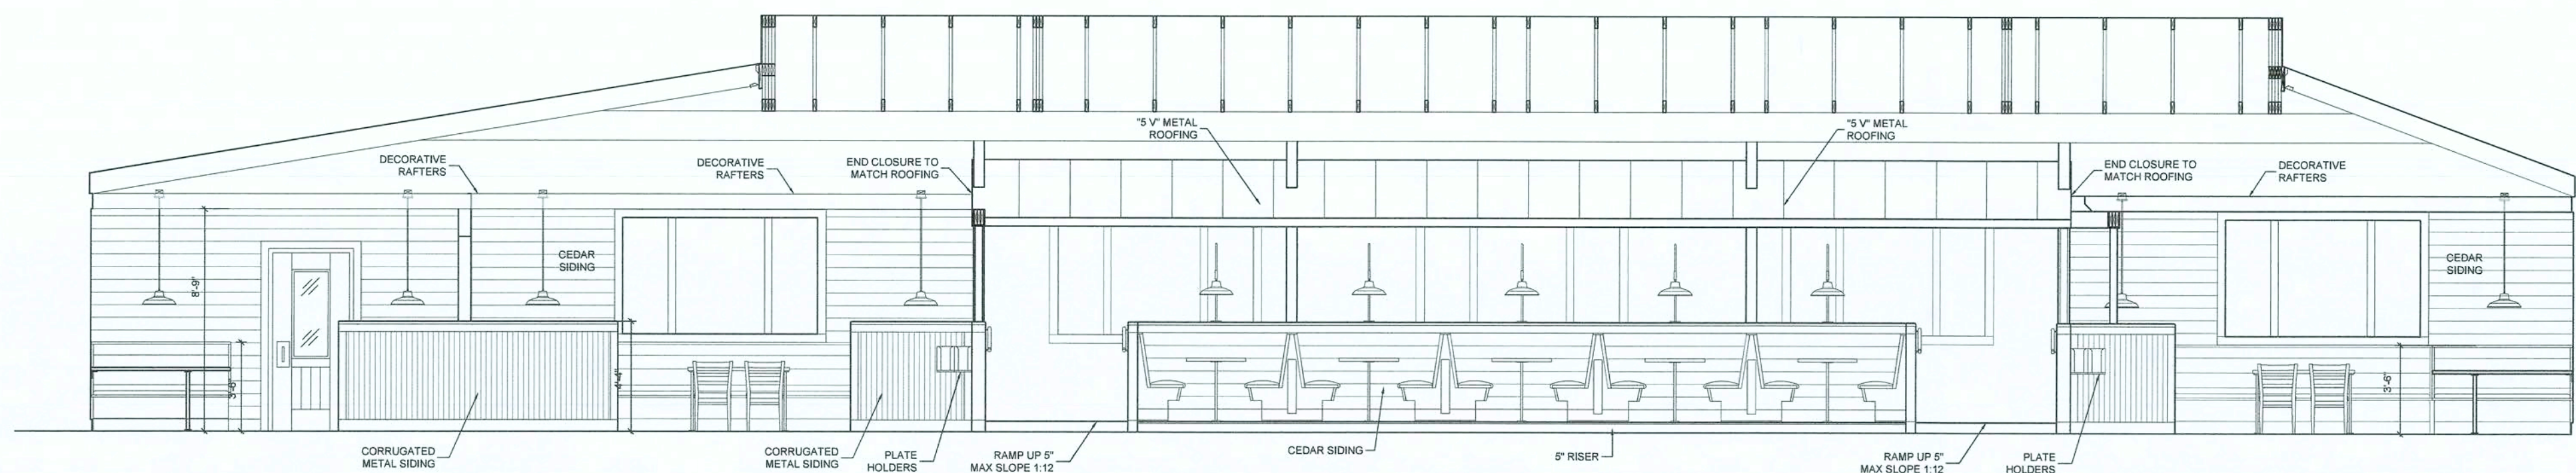 "5 V" METAL
ROOFING
"5 V" METAL
ROOFING
DECORATIVE
RAFTERS
DECORATIVE
RAFTERS
END CLOSURE TO
MATCH ROOFING
END CLOSURE TO
MATCH ROOFING
DECORATIVE
RAFTERS
CEDAR
SIDING
CEDAR
SIDING
8'-9"
3'-6"
4'-4"
3'-6"
CORRUGATED
METAL SIDING
CORRUGATED
METAL SIDING
PLATE
HOLDERS
RAMP UP 5"
MAX SLOPE 1:12
CEDAR SIDING
5" RISER
RAMP UP 5"
MAX SLOPE 1:12
PLATE
HOLDERS